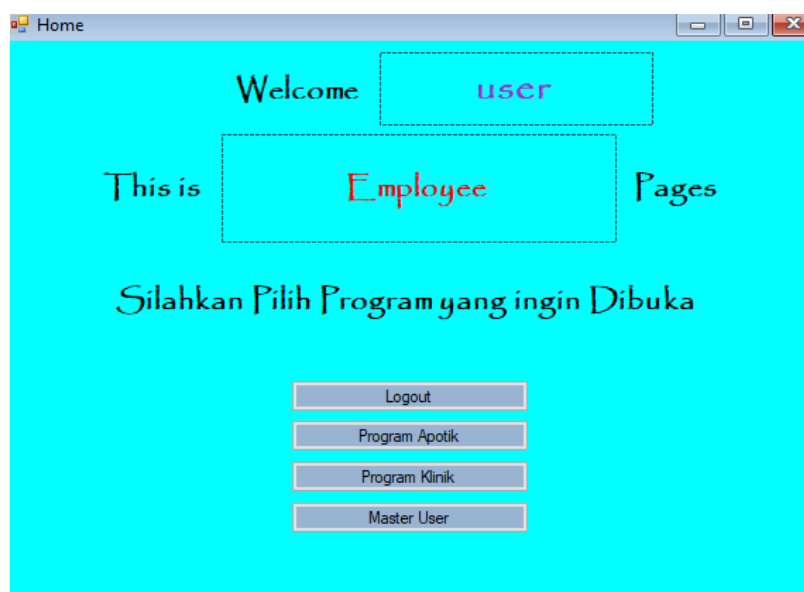 Home
Welcome user
This is Employee Pages
Silahkan Pilih Program yang ingin Dibuka
Logout
Program Apotik
Program Klinik
Master User